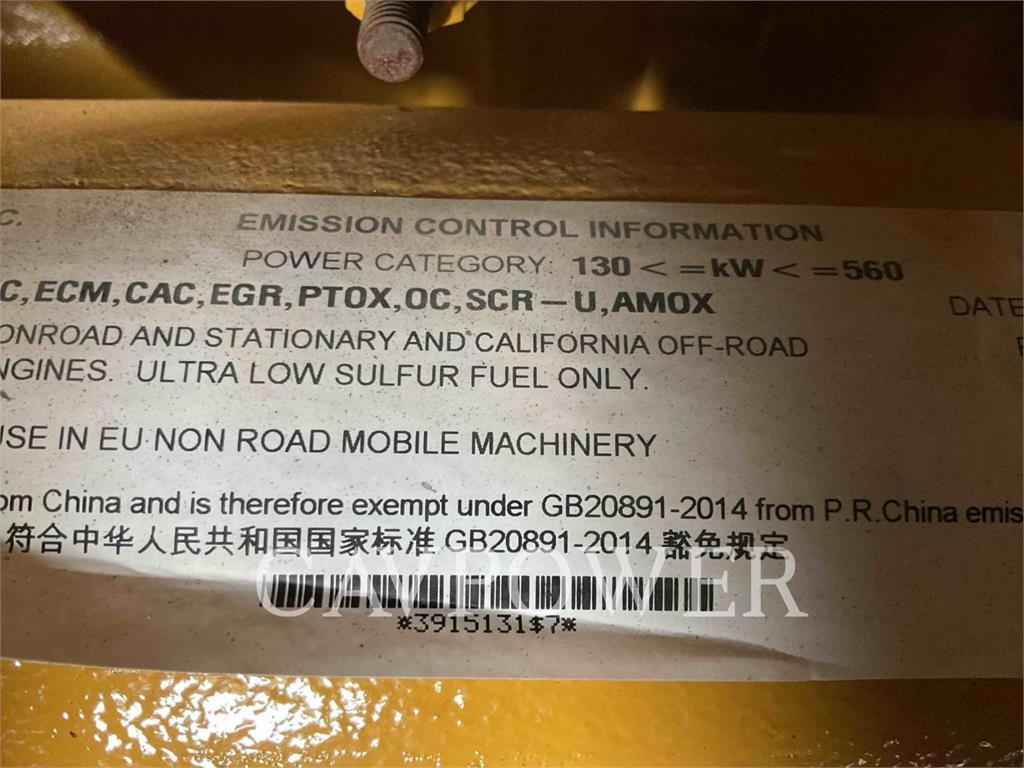 C.
EMISSION CONTROL INFORMATION
POWER CATEGORY: 130<=kW<=560
C,ECM,CAC,EGR,PTOX,OC,SCR-U,AMOX
DATE
ONROAD AND STATIONARY AND CALIFORNIA OFF-ROAD
NGINES. ULTRA LOW SULFUR FUEL ONLY.
USE IN EU NON ROAD MOBILE MACHINERY
om China and is therefore exempt under GB20891-2014 from P.R.China emis
符合中华人民共和国国家标准 GB20891-2014 豁免规定
CAVPOWER
*3915131$7*